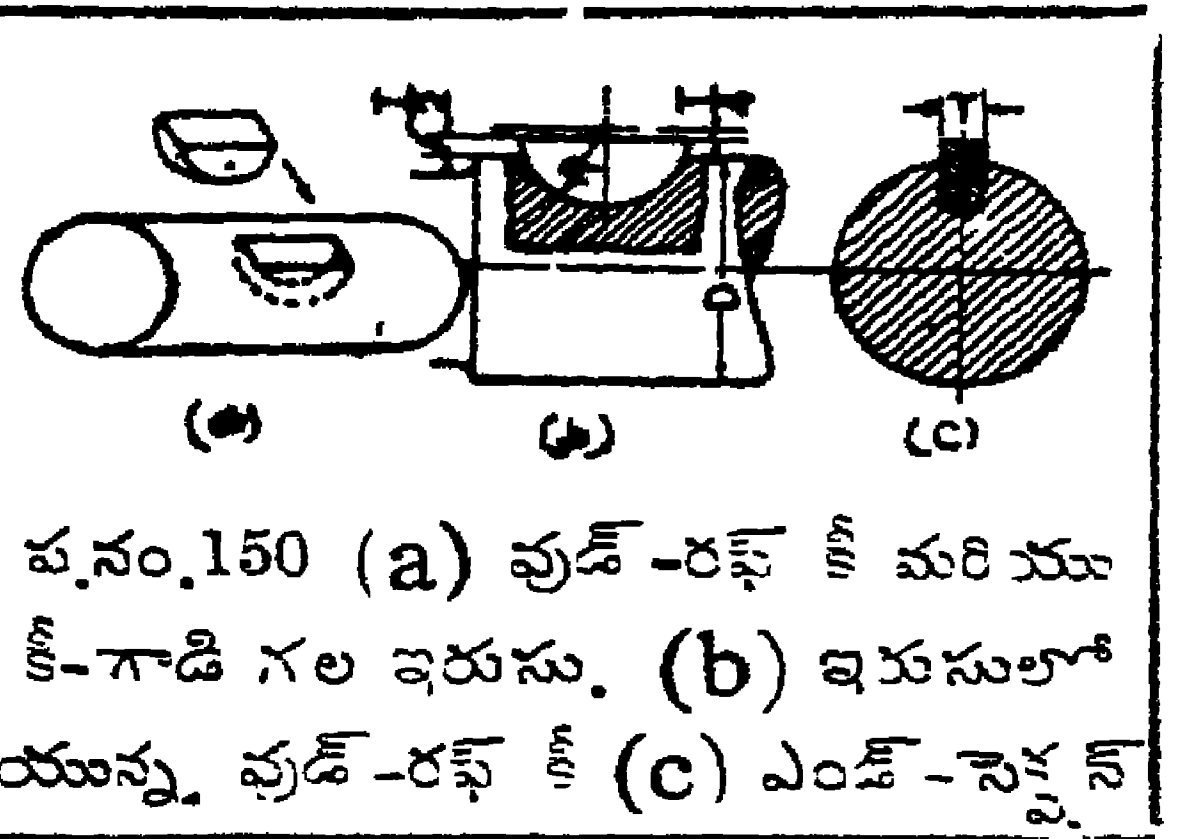 T
D
(c)
ప.నం.150 (a) వుడ్-రఫ్ కీ మరియు
కీ-గాడి గల ఇరుసు. (b) ఇరుసులో
యున్న వుడ్-రఫ్ కీ (c) ఎండ్-సెక్షన్